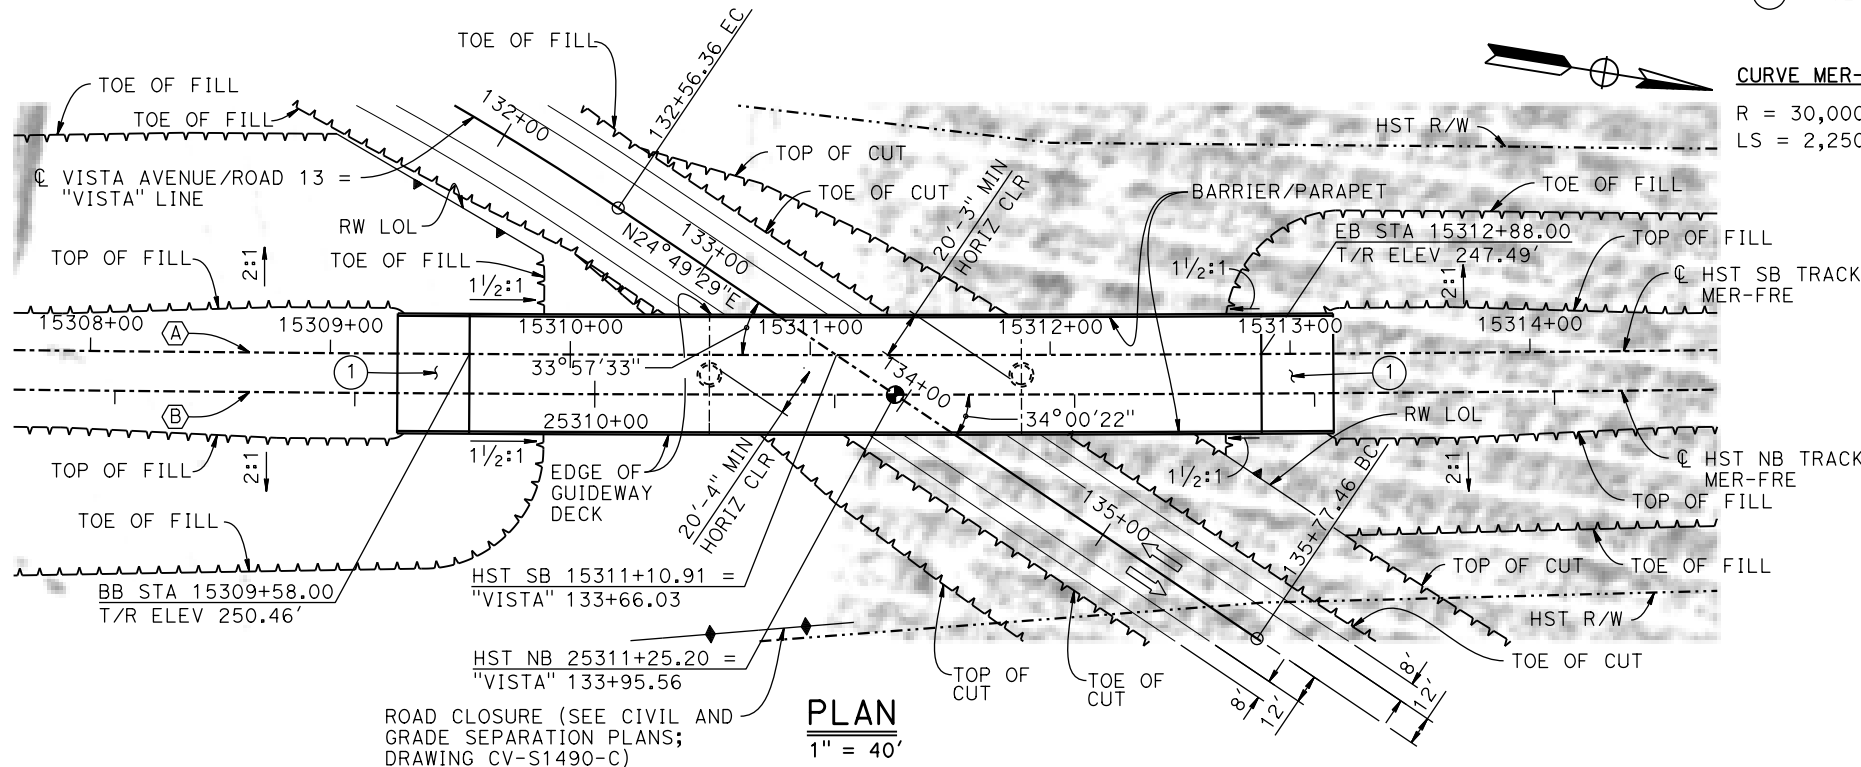 TOE OF FILL
TOE OF FILL
TOE OF FILL
℄ VISTA AVENUE/ROAD 13 =
"VISTA" LINE
RW LOL
TOP OF FILL
2:1
TOE OF FILL
1½:1
132+00
132+56.36 EC
N24°49'29"E
133+00
TOP OF CUT
TOE OF CUT
20'-3" MIN
HORIZ CLR
BARRIER/PARAPET
HST R/W
TOE OF FILL
EB STA 15312+88.00
T/R ELEV 247.49'
TOP OF FILL
1½:1
2:1
℄ HST SB TRACK
MER-FRE
CURVE MER-
R = 30,000
LS = 2,250
15308+00
15309+00
15310+00
15311+00
15312+00
15313+00
15314+00
A
1
33°57'33"
134+00
1
B
25310+00
34°00'22"
RW LOL
TOP OF FILL
2:1
1½:1
EDGE OF
GUIDEWAY
DECK
20'-4" MIN
HORIZ CLR
135+00
1½:1
135+77.46 BC
2:1
℄ HST NB TRACK
MER-FRE
TOP OF FILL
TOE OF FILL
BB STA 15309+58.00
T/R ELEV 250.46'
HST SB 15311+10.91 =
"VISTA" 133+66.03
HST NB 25311+25.20 =
"VISTA" 133+95.56
TOP OF CUT
TOE OF FILL
HST R/W
TOE OF CUT
TOP OF
CUT
TOE OF
CUT
8'
12'
8'
12'
ROAD CLOSURE (SEE CIVIL AND
GRADE SEPARATION PLANS;
DRAWING CV-S1490-C)
PLAN
1" = 40'